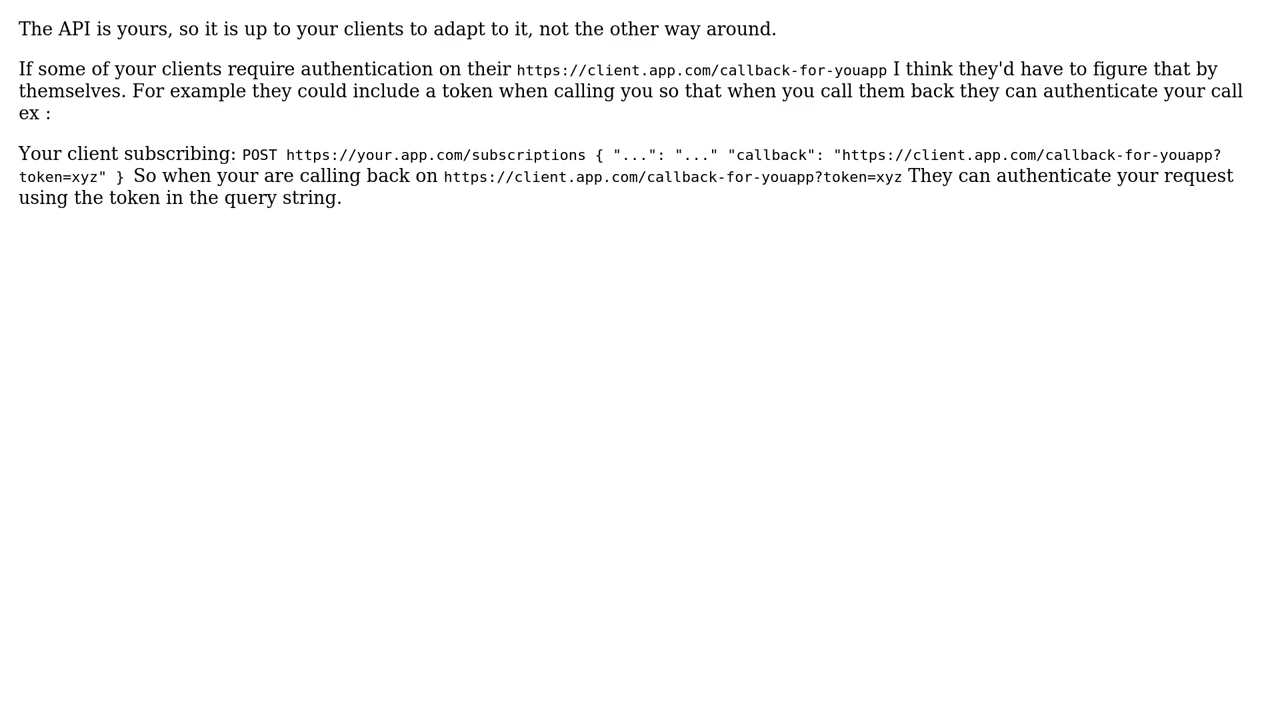 The API is yours, so it is up to your clients to adapt to it, not the other way around.
If some of your clients require authentication on their https://client.app.com/callback-for-youapp I think they'd have to figure that by
themselves. For example they could include a token when calling you so that when you call them back they can authenticate your call
ex :
Your client subscribing: POST https://your.app.com/subscriptions { "...": "..." "callback": "https://client.app.com/callback-for-youapp?
token=xyz" } So when your are calling back on https://client.app.com/callback-for-youapp?token=xyz They can authenticate your request
using the token in the query string.